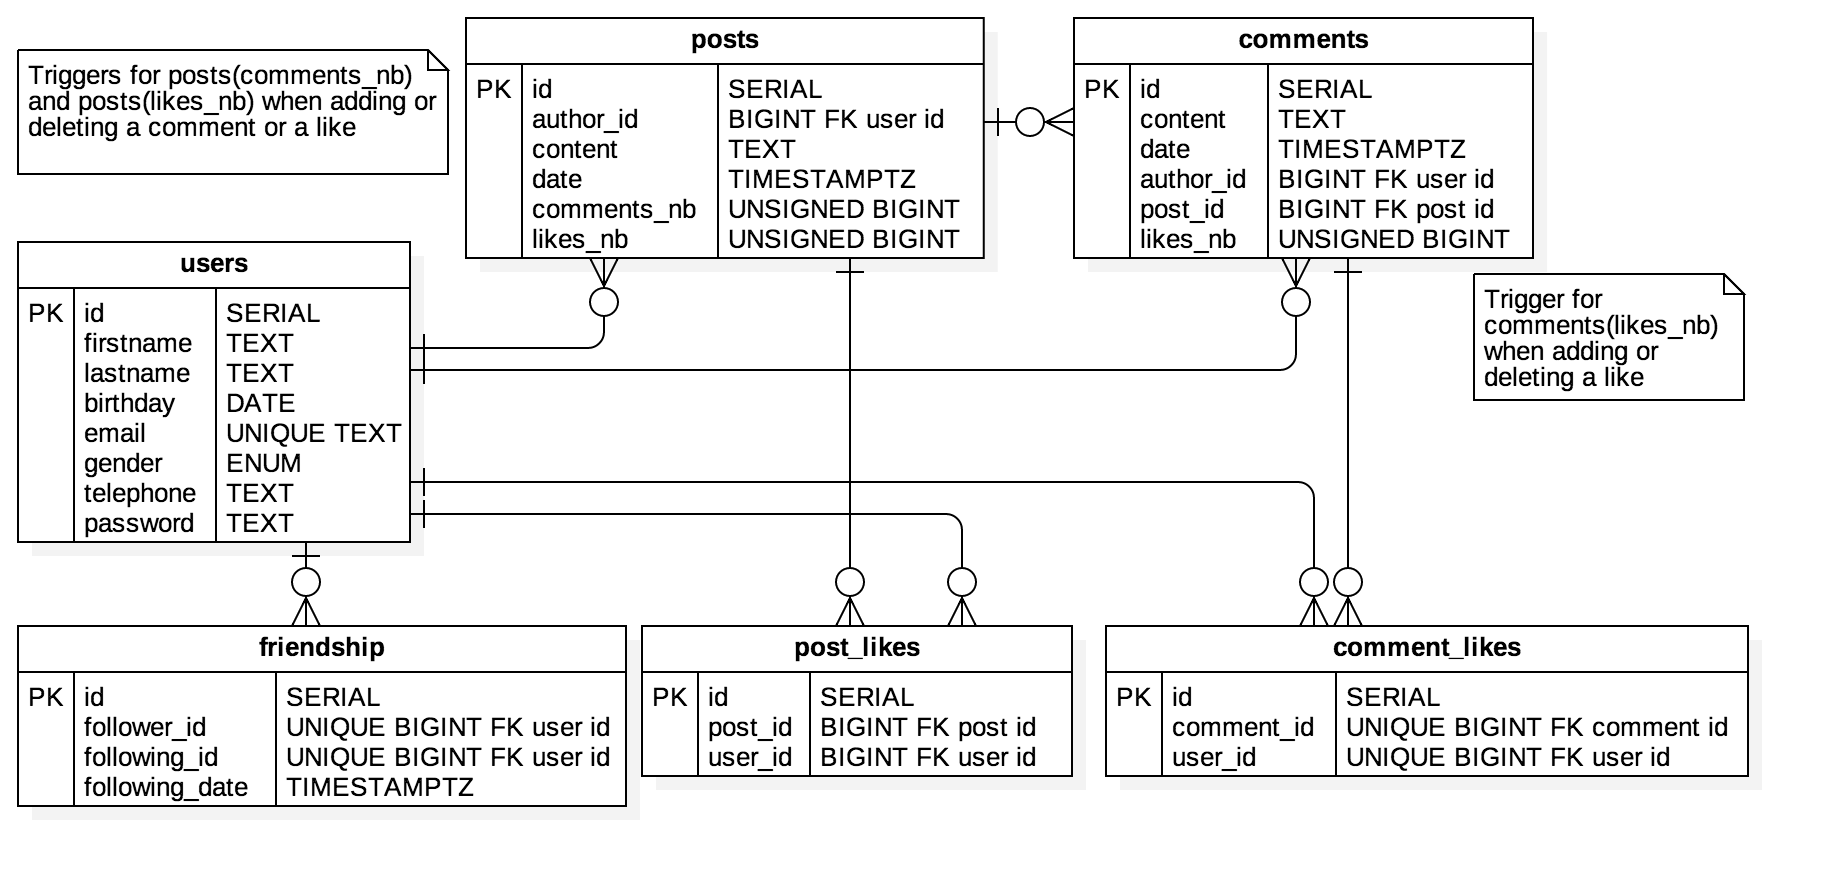 Triggers for posts(comments_nb)
and posts(likes_nb) when adding or
deleting a comment or a like
posts
PK id SERIAL
author_id BIGINT FK user id
content TEXT
date TIMESTAMPTZ
comments_nb UNSIGNED BIGINT
likes_nb UNSIGNED BIGINT
comments
PK id SERIAL
content TEXT
date TIMESTAMPTZ
author_id BIGINT FK user id
post_id BIGINT FK post id
likes_nb UNSIGNED BIGINT
users
PK id SERIAL
firstname TEXT
lastname TEXT
birthday DATE
email UNIQUE TEXT
gender ENUM
telephone TEXT
password TEXT
Trigger for
comments(likes_nb)
when adding or
deleting a like
friendship
PK id SERIAL
follower_id UNIQUE BIGINT FK user id
following_id UNIQUE BIGINT FK user id
following_date TIMESTAMPTZ
post_likes
PK id SERIAL
post_id BIGINT FK post id
user_id BIGINT FK user id
comment_likes
PK id SERIAL
comment_id UNIQUE BIGINT FK comment id
user_id UNIQUE BIGINT FK user id